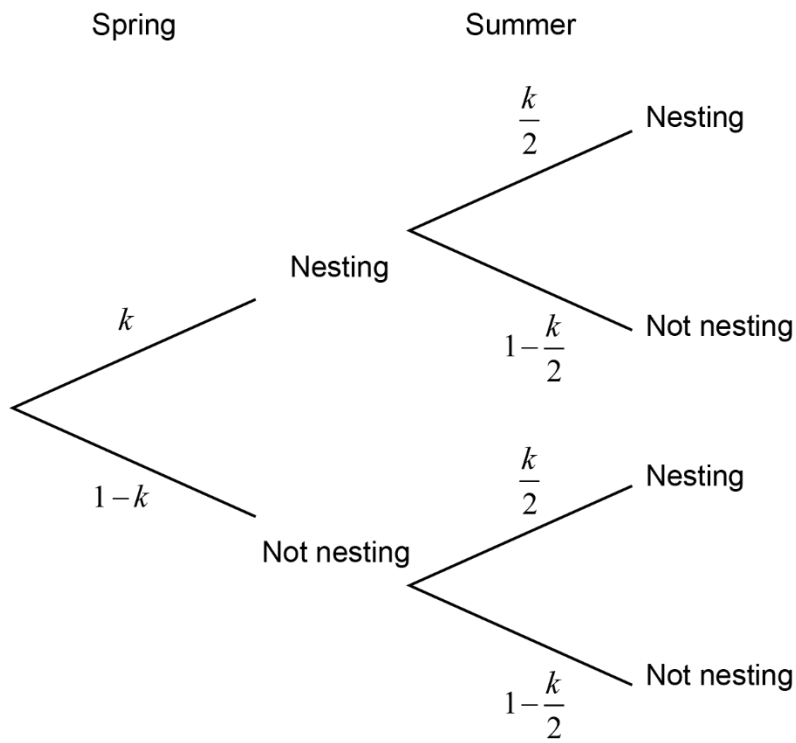 Spring Summer
k/2 Nesting
Nesting
k
1−k/2 Not nesting
k/2 Nesting
1−k
Not nesting
1−k/2 Not nesting